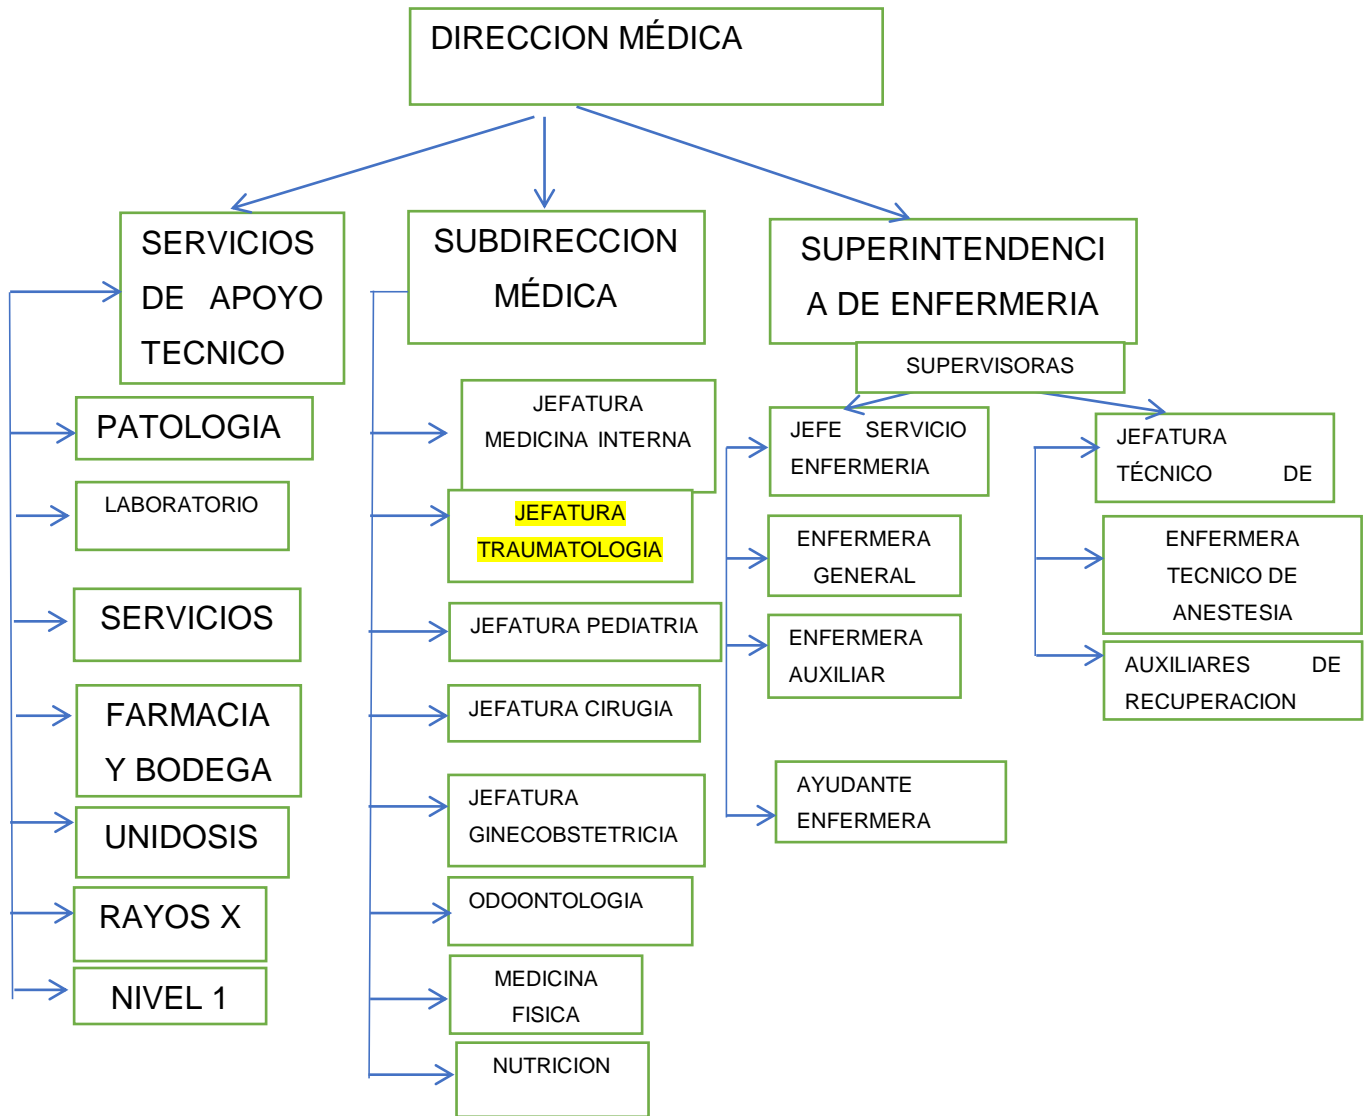 DIRECCION MÉDICA
SERVICIOS
DE APOYO
TECNICO
PATOLOGIA
LABORATORIO
SERVICIOS
FARMACIA
Y BODEGA
UNIDOSIS
RAYOS X
NIVEL 1
SUBDIRECCION
MÉDICA
JEFATURA
MEDICINA INTERNA
JEFATURA
TRAUMATOLOGIA
JEFATURA PEDIATRIA
JEFATURA CIRUGIA
JEFATURA
GINECOBSTETRICIA
ODOONTOLOGIA
MEDICINA
FISICA
NUTRICION
SUPERINTENDENCI
A DE ENFERMERIA
SUPERVISORAS
JEFE SERVICIO
ENFERMERIA
ENFERMERA
GENERAL
ENFERMERA
AUXILIAR
AYUDANTE
ENFERMERA
JEFATURA
TÉCNICO DE
ENFERMERA
TECNICO DE
ANESTESIA
AUXILIARES DE
RECUPERACION